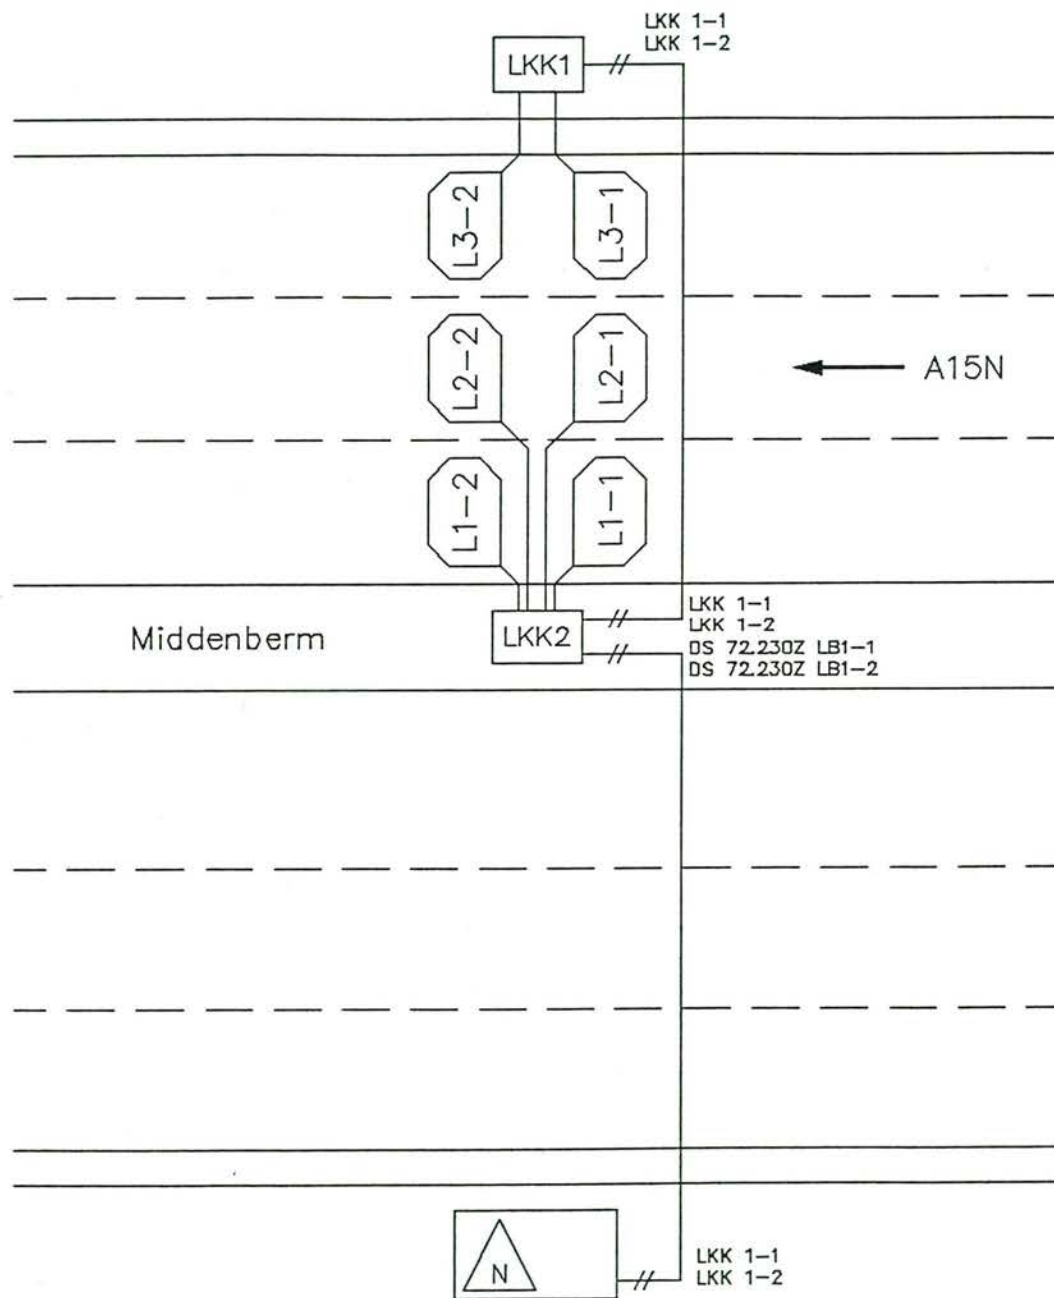 LKK 1-1
LKK 1-2
LKK1
L3-2
L3-1
L2-2
L2-1
A15N
L1-2
L1-1
Middenberm
LKK2
LKK 1-1
LKK 1-2
DS 72.230Z LB1-1
DS 72.230Z LB1-2
N
LKK 1-1
LKK 1-2